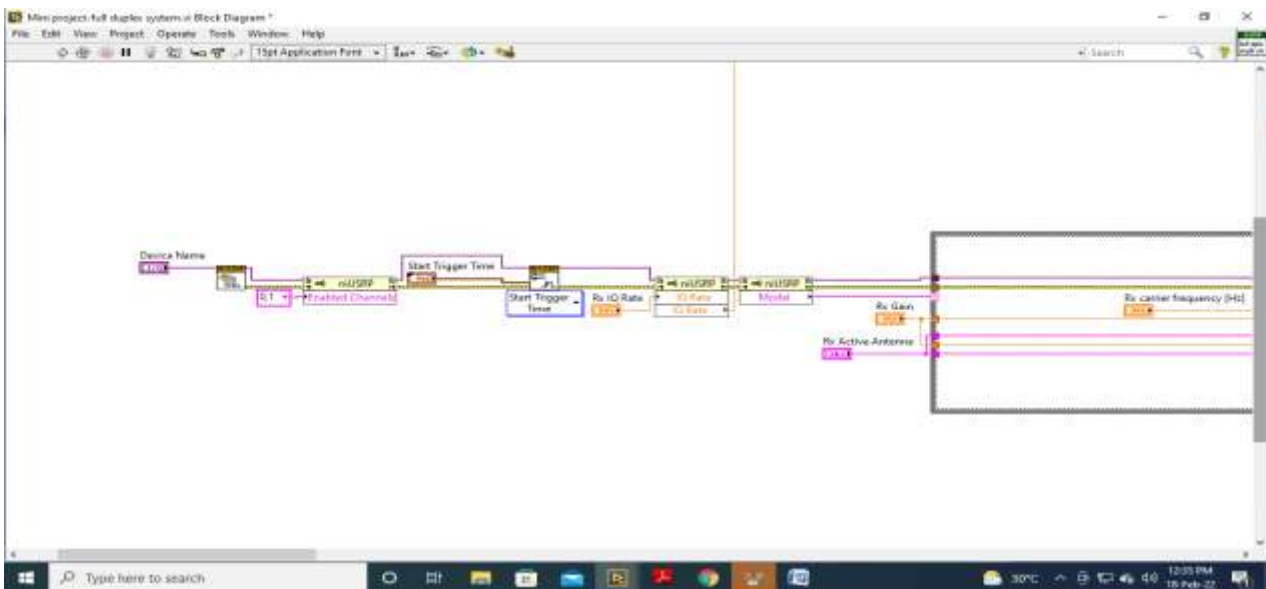 Mini project-full duplex system.vi Block Diagram *
File Edit View Project Operate Tools Window Help
15pt Application Font
Search
Device Name
niUSRP
Enabled Channels
Start Trigger Time
Start Trigger
Time
Rx IQ Rate
niUSRP
IQ Rate
IQ Rate
niUSRP
Model
Rx Gain
Rx Active Antenna
Rx carrier frequency (Hz)
Type here to search
30°C
12:35 PM
18-Feb-22